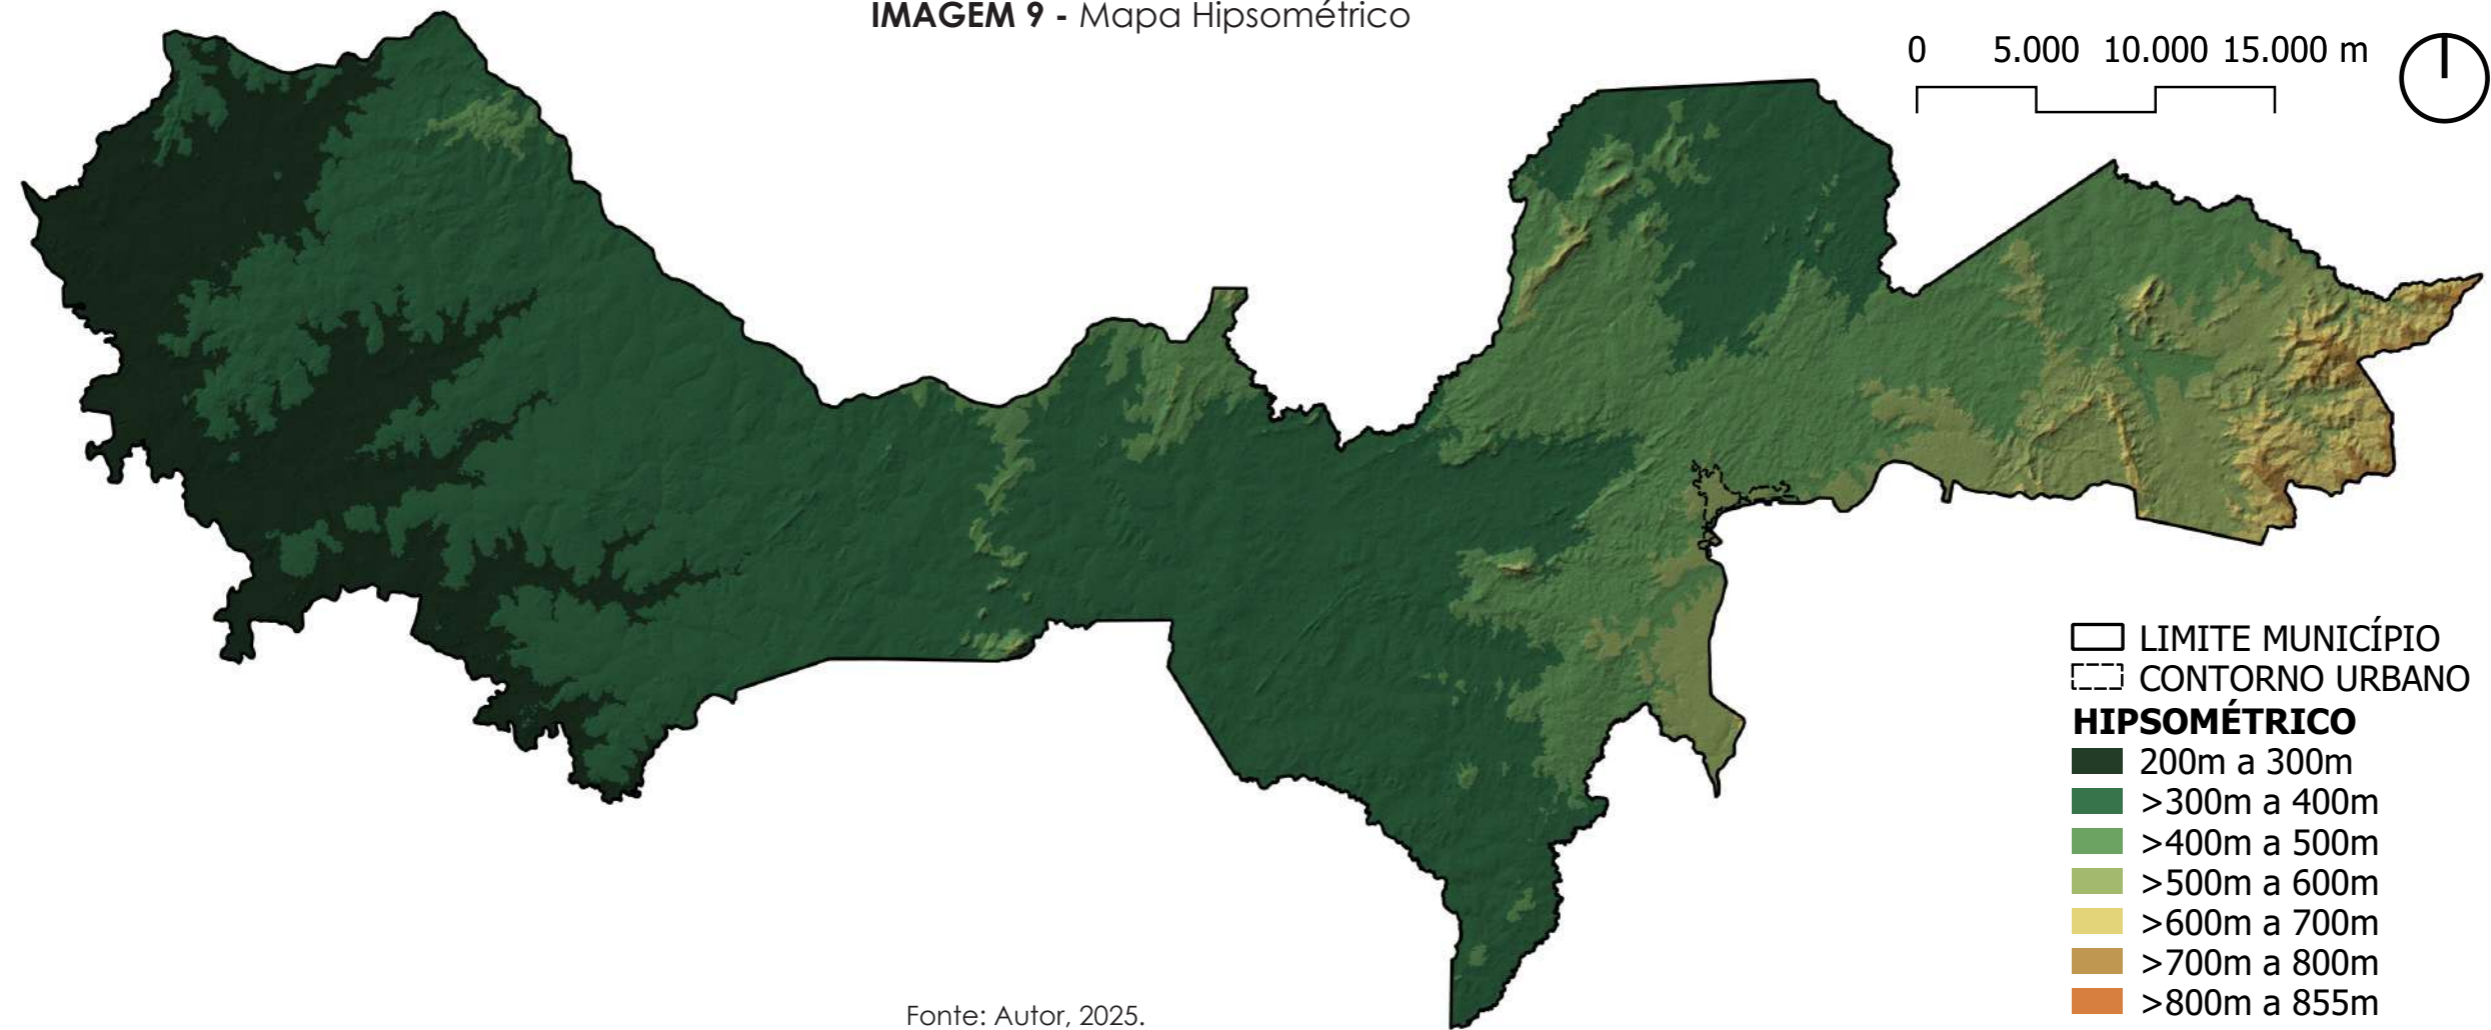 IMAGEM 9 - Mapa Hipsométrico
0 5.000 10.000 15.000 m
LIMITE MUNICÍPIO
CONTORNO URBANO
HIPSOMÉTRICO
200m a 300m
>300m a 400m
>400m a 500m
>500m a 600m
>600m a 700m
>700m a 800m
>800m a 855m
Fonte: Autor, 2025.